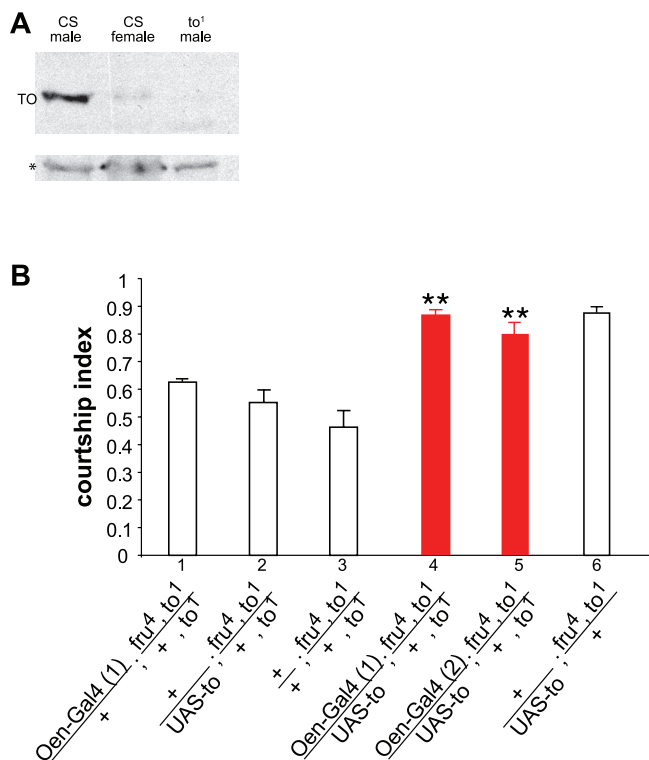 A
CS male
CS female
to1 male
TO
*
B
courtship index
1
0.9
0.8
0.7
0.6
0.5
0.4
0.3
0.2
0.1
0
**
**
1
2
3
4
5
6
Oen-Gal4 (1) ; fru4, to1
+ ; + , to1
+ ; fru4, to1
UAS-to ; + , to1
+ ; fru4, to1
+ ; + , to1
Oen-Gal4 (1) ; fru4, to1
UAS-to ; + , to1
Oen-Gal4 (2) ; fru4, to1
UAS-to ; + , to1
+ ; fru4, to1
UAS-to ; +